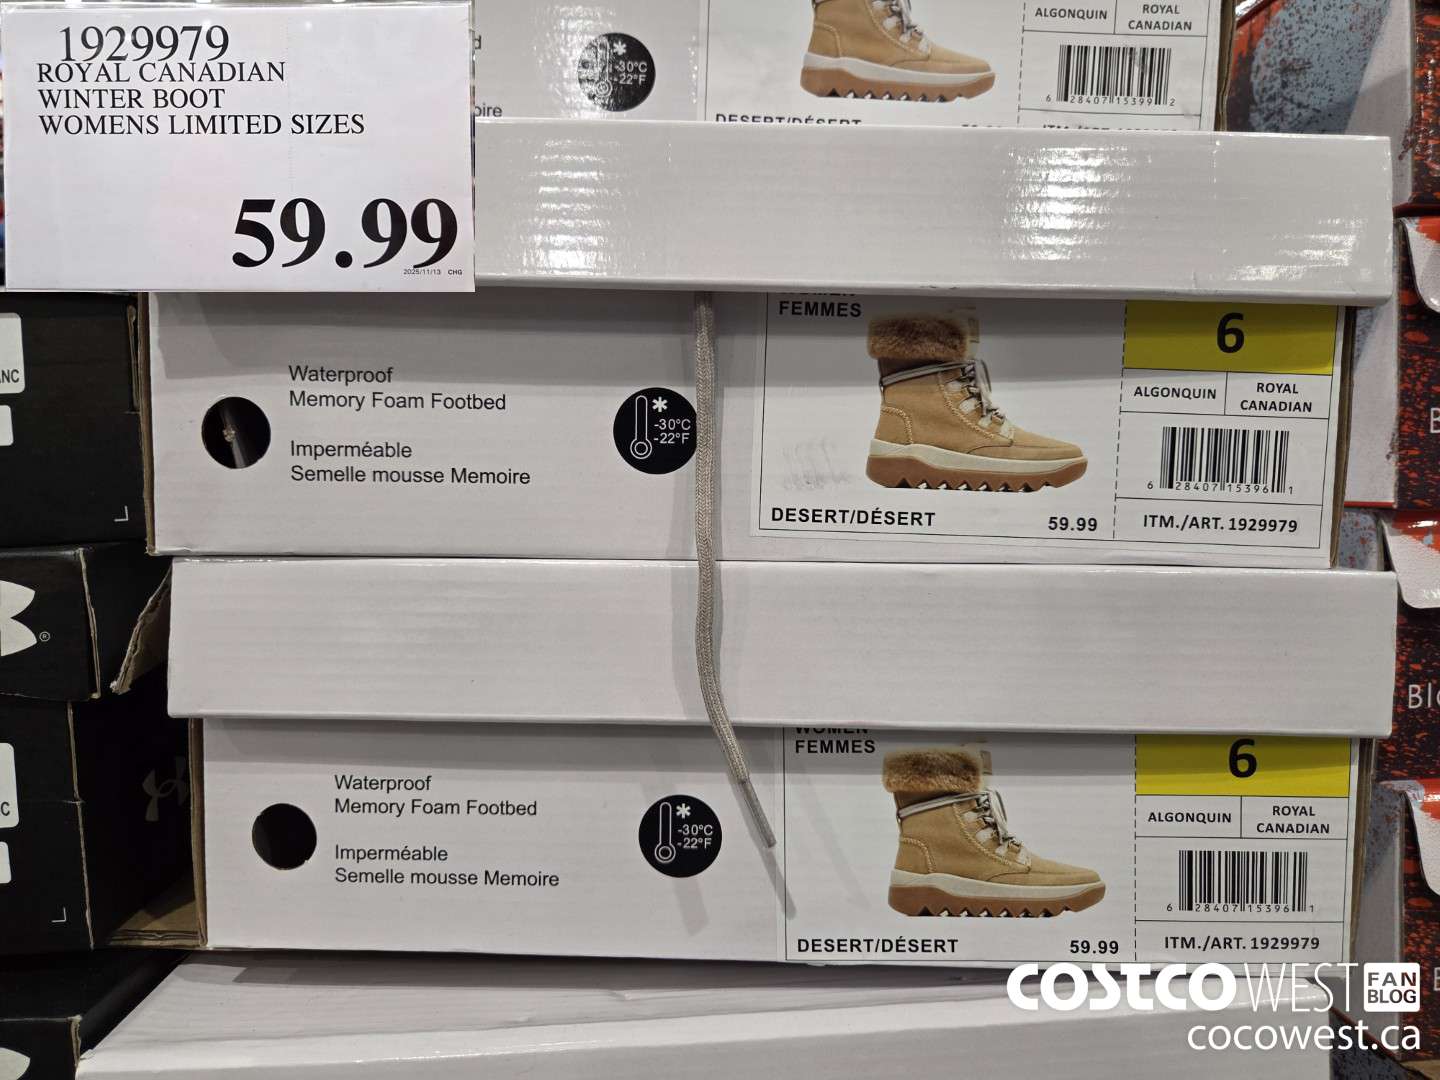 1929979
ROYAL CANADIAN
WINTER BOOT
WOMENS LIMITED SIZES
59.99
2025/11/13 CHG
-30°C
-22°F
ALGONQUIN
ROYAL
CANADIAN
6 28407 15399 2
DESERT/DÉSERT
FEMMES
6
Waterproof
Memory Foam Footbed
Imperméable
Semelle mousse Memoire
-30°C
-22°F
ALGONQUIN
ROYAL
CANADIAN
6 28407 15396 1
DESERT/DÉSERT
59.99
ITM./ART. 1929979
WOMEN
FEMMES
6
Waterproof
Memory Foam Footbed
Imperméable
Semelle mousse Memoire
-30°C
-22°F
ALGONQUIN
ROYAL
CANADIAN
6 28407 15396 1
DESERT/DÉSERT
59.99
ITM./ART. 1929979
COSTCO WEST
FAN
BLOG
cocowest.ca